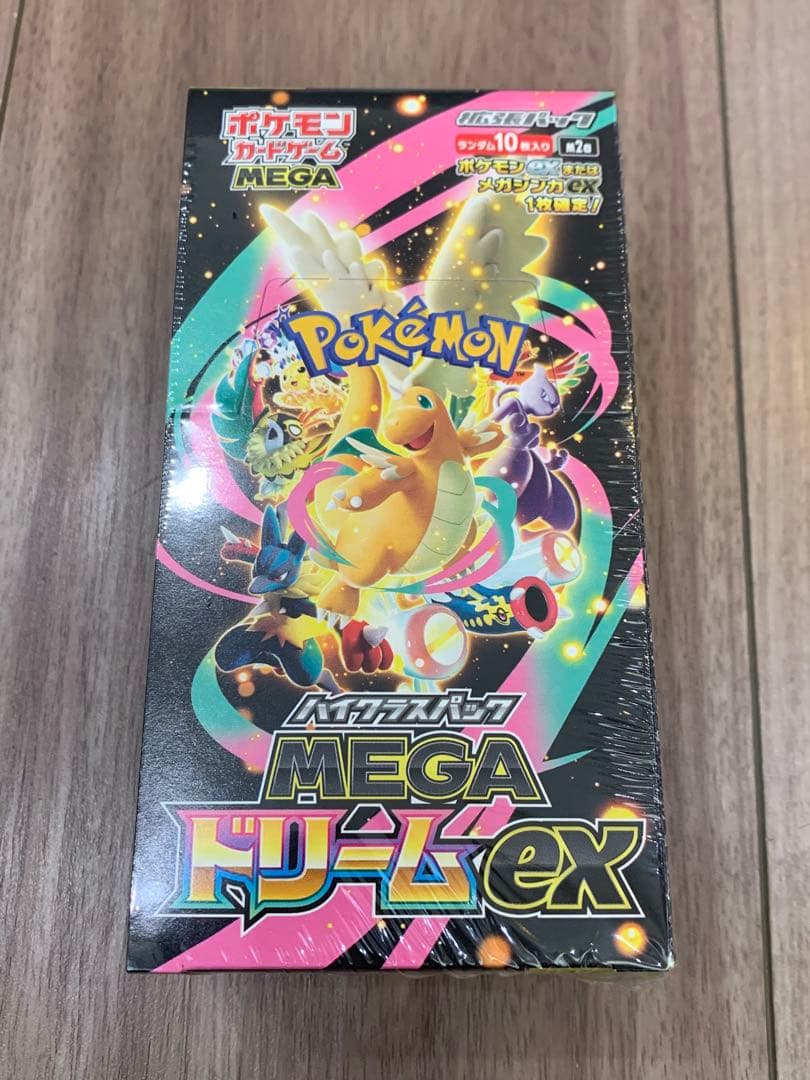 ポケモン
カードゲーム
MEGA
拡張パック
ランダム10枚入り
ポケモンexまたは
メガシンカex
1枚確定!
POKéMON
TM
ハイクラスパック
MEGA
ドリームex